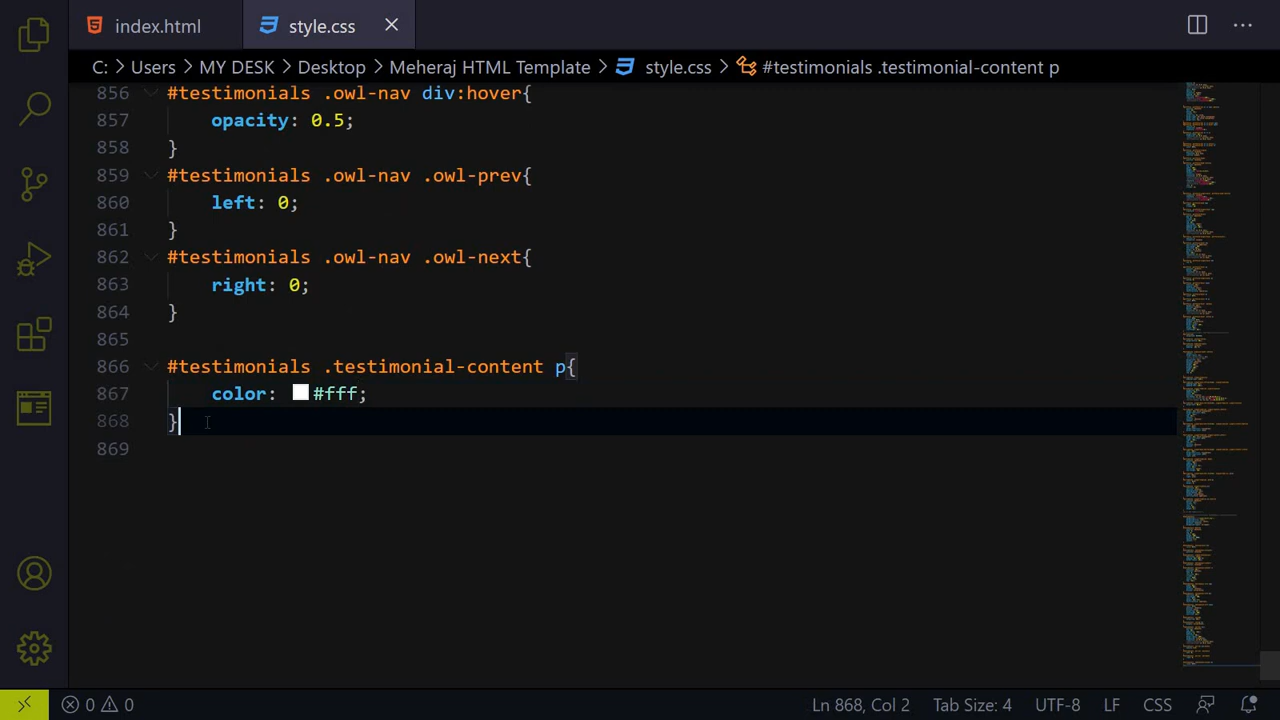 index.html
style.css
C: > Users > MY DESK > Desktop > Meheraj HTML Template > style.css > #testimonials .testimonial-content p
856 #testimonials .owl-nav div:hover{
857 opacity: 0.5;
858 }
859 #testimonials .owl-nav .owl-prev{
860 left: 0;
861 }
862 #testimonials .owl-nav .owl-next{
863 right: 0;
864 }
865
866 #testimonials .testimonial-content p{
867 color: #fff;
868 }
869
0 0 Ln 868, Col 2 Tab Size: 4 UTF-8 LF CSS